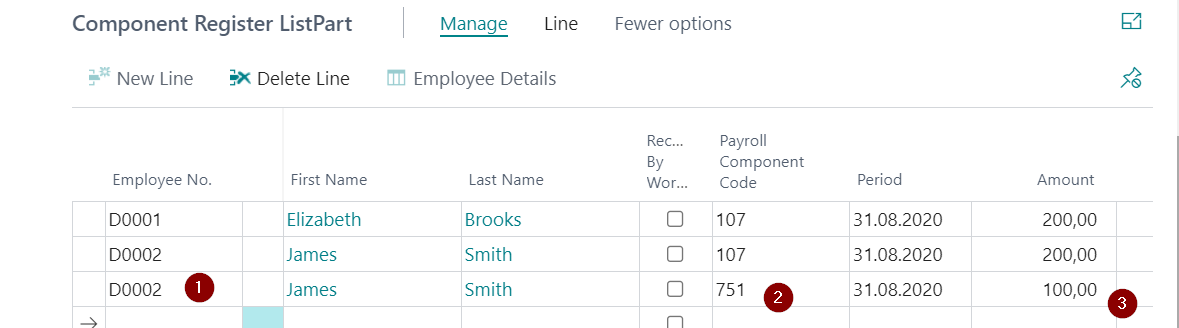 Component Register ListPart Manage Line Fewer options
New Line Delete Line Employee Details
Employee No. First Name Last Name Rec... By Wor... Payroll Component Code Period Amount
D0001 Elizabeth Brooks 107 31.08.2020 200,00
D0002 James Smith 107 31.08.2020 200,00
D0002 1 James Smith 751 2 31.08.2020 100,00 3